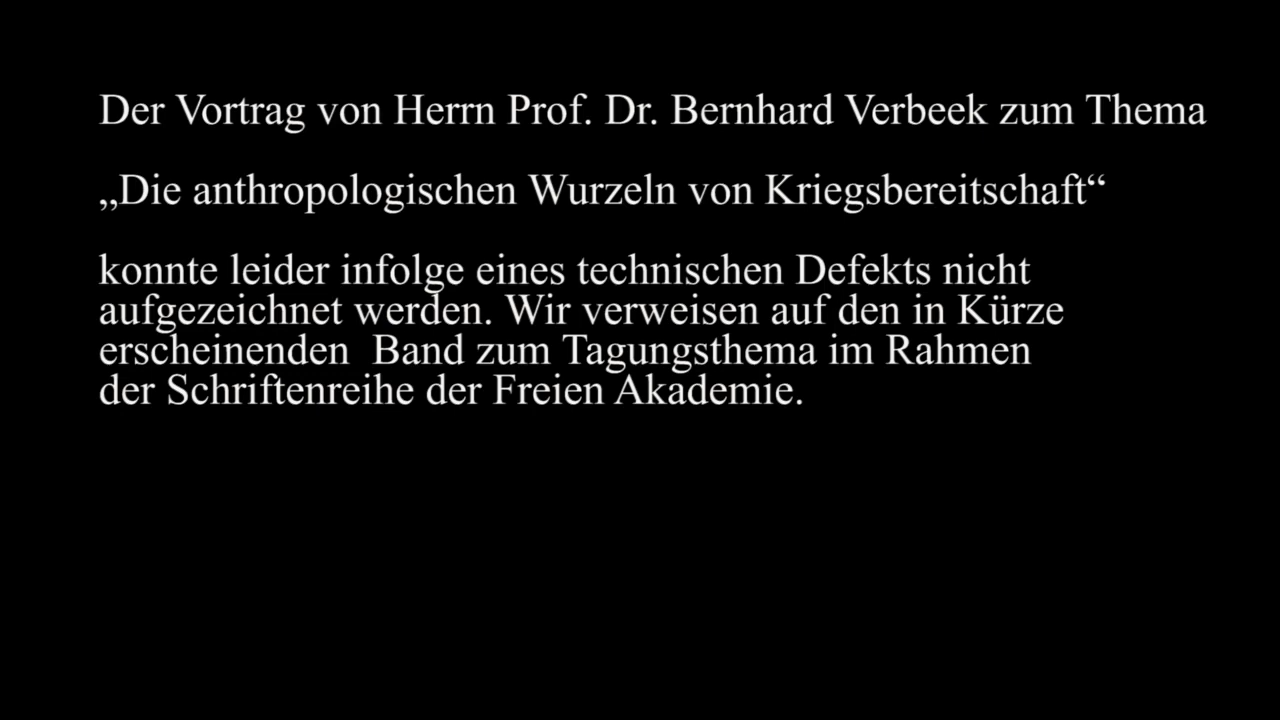 Der Vortrag von Herrn Prof. Dr. Bernhard Verbeek zum Thema
„Die anthropologischen Wurzeln von Kriegsbereitschaft“
konnte leider infolge eines technischen Defekts nicht
aufgezeichnet werden. Wir verweisen auf den in Kürze
erscheinenden  Band zum Tagungsthema im Rahmen
der Schriftenreihe der Freien Akademie.